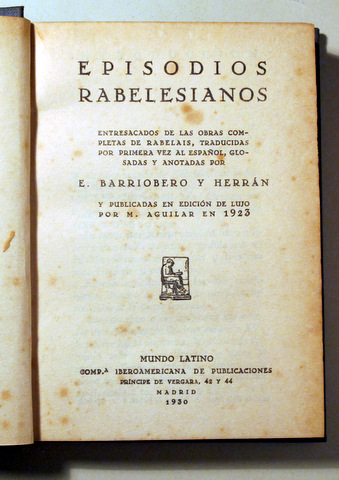 EPISODIOS
RABELESIANOS
ENTRESACADOS DE LAS OBRAS COM-
PLETAS DE RABELAIS, TRADUCIDAS
POR PRIMERA VEZ AL ESPAÑOL, GLO-
SADAS Y ANOTADAS POR
E. BARRIOBERO Y HERRÁN
Y PUBLICADAS EN EDICIÓN DE LUJO
POR M. AGUILAR EN 1923
MUNDO LATINO
COMP.ª IBEROAMERICANA DE PUBLICACIONES
PRÍNCIPE DE VERGARA, 42 Y 44
MADRID
1930